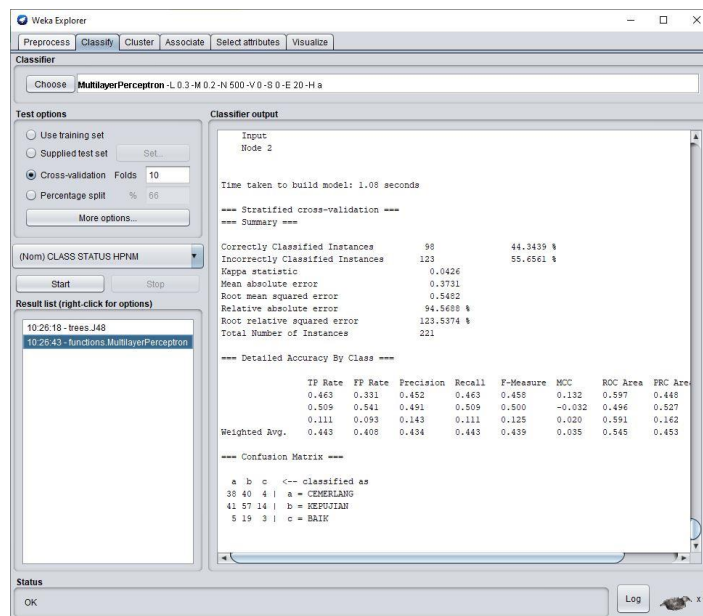 Weka Explorer
Preprocess Classify Cluster Associate Select attributes Visualize
Classifier
Choose MultilayerPerceptron -L 0.3 -M 0.2 -N 500 -V 0 -S 0 -E 20 -H a
Test options
Use training set
Supplied test set Set...
Cross-validation Folds 10
Percentage split % 66
More options...
(Nom) CLASS STATUS HPNM
Start Stop
Result list (right-click for options)
10:26:18 - trees.J48
10:26:43 - functions.MultilayerPerceptron
Classifier output
Input
Node 2
Time taken to build model: 1.08 seconds
=== Stratified cross-validation ===
=== Summary ===
Correctly Classified Instances 98 44.3439 %
Incorrectly Classified Instances 123 55.6561 %
Kappa statistic 0.0426
Mean absolute error 0.3731
Root mean squared error 0.5482
Relative absolute error 94.5688 %
Root relative squared error 123.5374 %
Total Number of Instances 221
=== Detailed Accuracy By Class ===
TP Rate FP Rate Precision Recall F-Measure MCC ROC Area PRC Area
0.463 0.331 0.452 0.463 0.458 0.132 0.597 0.448
0.509 0.541 0.491 0.509 0.500 -0.032 0.496 0.527
0.111 0.093 0.143 0.111 0.125 0.020 0.591 0.162
Weighted Avg. 0.443 0.408 0.434 0.443 0.439 0.035 0.545 0.453
=== Confusion Matrix ===
a b c <-- classified as
38 40 4 | a = CEMERLANG
41 57 14 | b = KEPUJIAN
5 19 3 | c = BAIK
Status
OK
Log
x